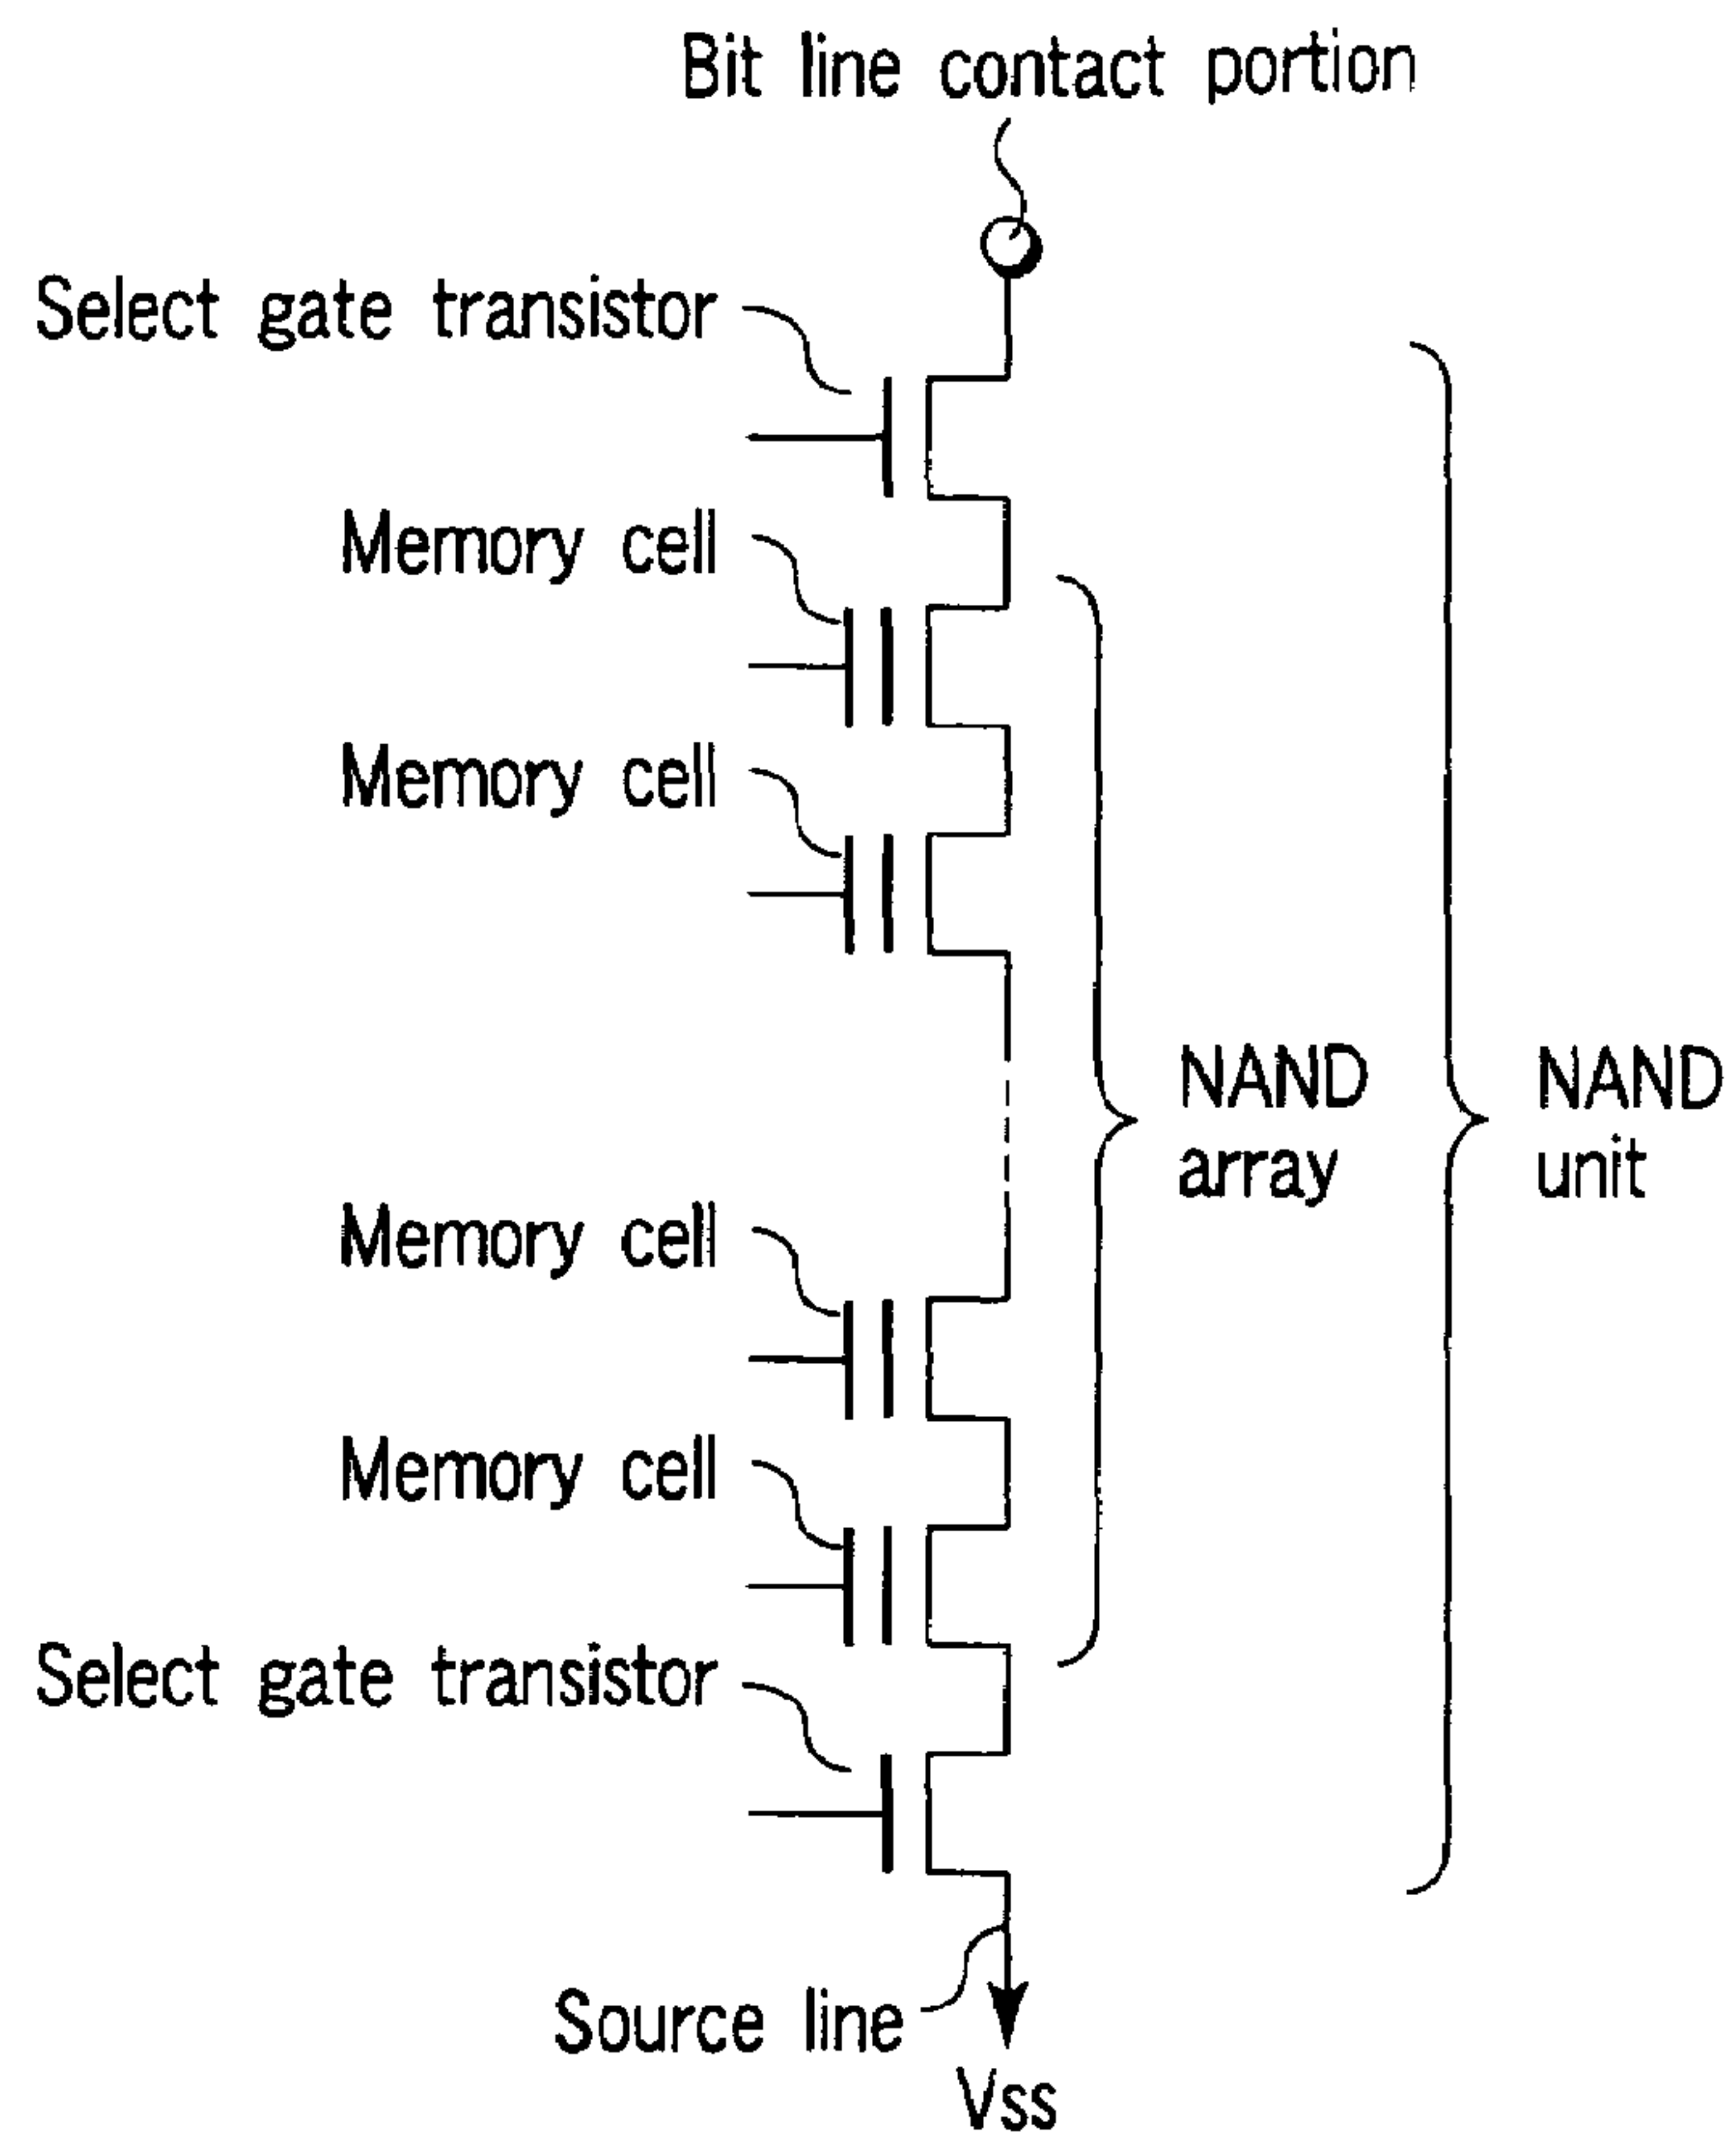 Bit line contact portion
Select gate transistor
Memory cell
Memory cell
NAND
array
NAND
unit
Memory cell
Memory cell
Select gate transistor
Source line
Vss